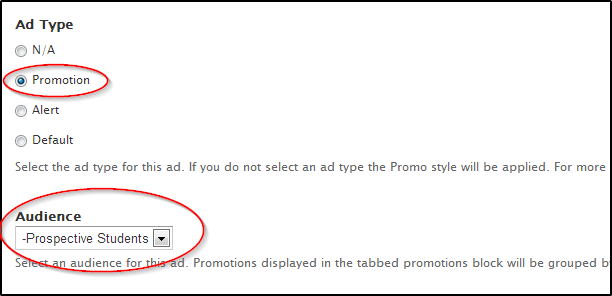 Ad Type
N/A
Promotion
Alert
Default
Select the ad type for this ad. If you do not select an ad type the Promo style will be applied. For more
Audience
-Prospective Students
Select an audience for this ad. Promotions displayed in the tabbed promotions block will be grouped by